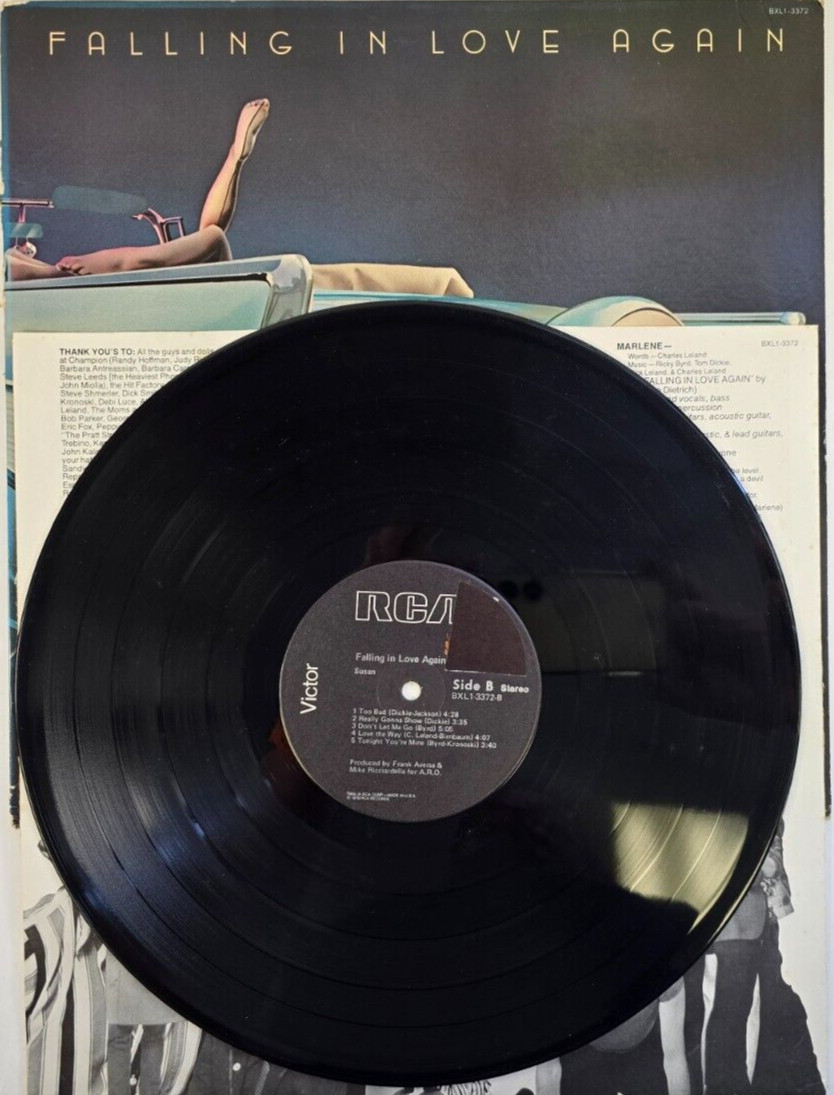 BXL1-3372
FALLING IN LOVE AGAIN
THANK YOU'S TO: All the guys and dolls
at Champion (Randy Hoffman, Judy
Barbara Antreassian, Barbara
Steve Leeds (the Heaviest
John Miolla), the Hit Factory
Steve Shmerler, Dick
Kronoski, Debi Luce,
Leland, The Moms
Bob Parker,
Eric Fox,
"The Pratt
Trebino,
John
your
MARLENE—
Words—Charles Leland
Music—Ricky Byrd, Tom Dickie,
Leland, & Charles Leland
"FALLING IN LOVE AGAIN" by
Dietrich)
vocals, bass
percussion
acoustic guitar,
& lead guitars,
level
devil
BXL1-3372
RCA
Victor
Falling in Love Again
Susan
Side B Stereo
BXL1-3372-B
1 Too Bad (Dickie-Jackson) 4:28
2 Really Gonna Show (Dickie) 3:35
3 Don't Let Me Go (Byrd) 5:05
4 Love the Way (C. Leland-Birnbaum) 4:07
5 Tonight You're Mine (Byrd-Kronoski) 3:40
Produced by Frank Aversa &
Mike Ricciardella for A.R.O.